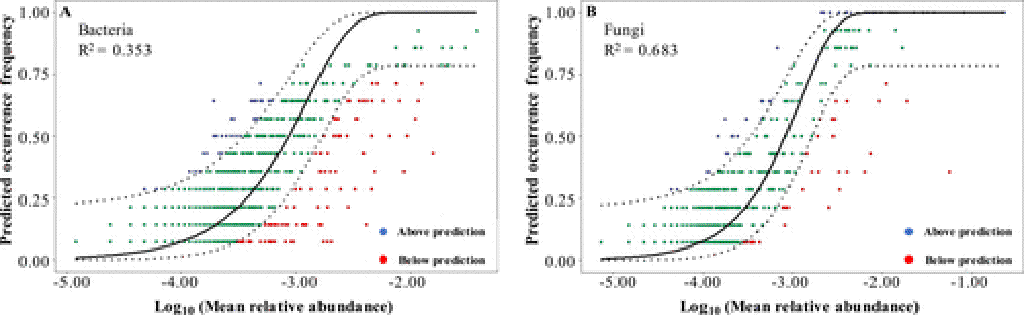 A
Bacteria
R² = 0.353
Predicted occurrence frequency
1.00
0.75
0.50
0.25
0.00
-5.00 -4.00 -3.00 -2.00
Log₁₀ (Mean relative abundance)
Above prediction
Below prediction
B
Fungi
R² = 0.683
Predicted occurrence frequency
1.00
0.75
0.50
0.25
0.00
-5.00 -4.00 -3.00 -2.00 -1.00
Log₁₀ (Mean relative abundance)
Above prediction
Below prediction